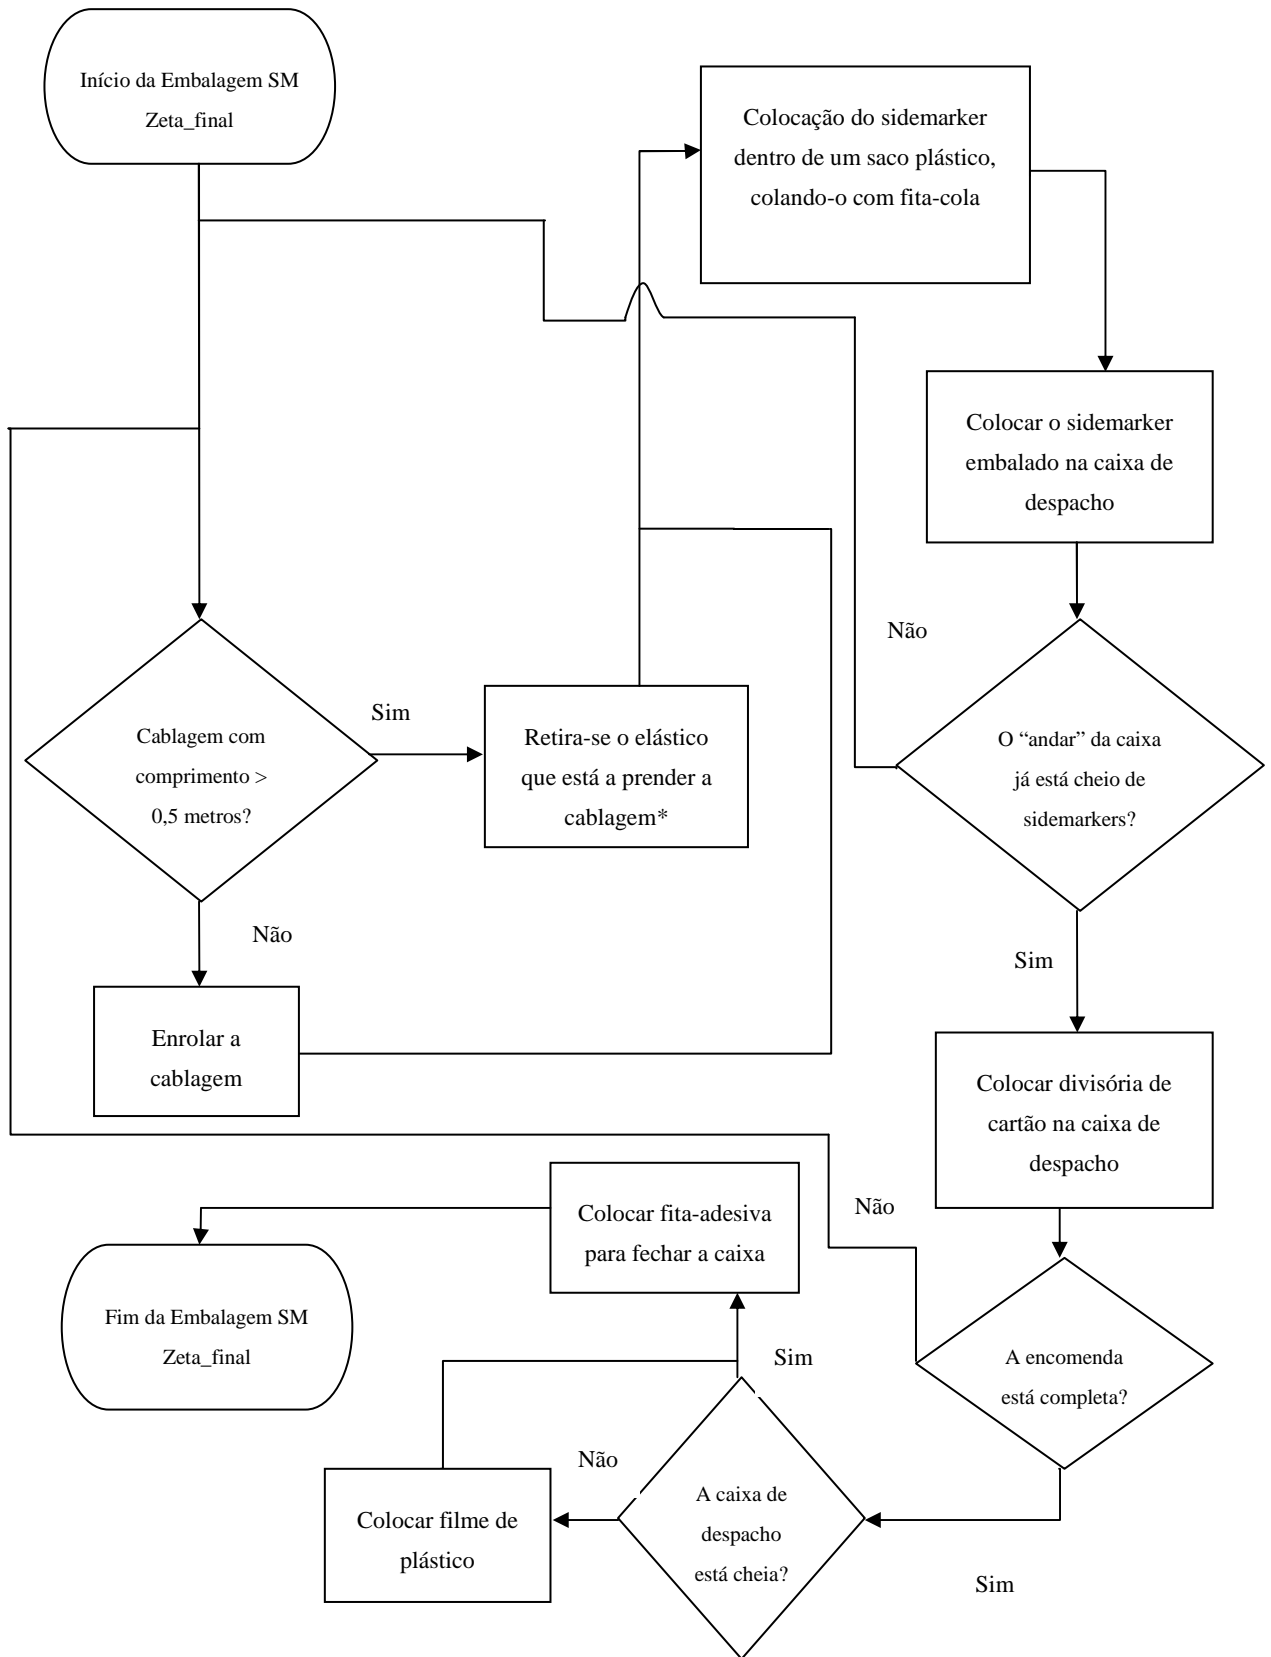 Início da Embalagem SM
Zeta_final
Colocação do sidemarker
dentro de um saco plástico,
colando-o com fita-cola
Colocar o sidemarker
embalado na caixa de
despacho
Não
Sim
Cablagem com
comprimento >
0,5 metros?
Retira-se o elástico
que está a prender a
cablagem*
O “andar” da caixa
já está cheio de
sidemarkers?
Não
Sim
Enrolar a
cablagem
Colocar divisória de
cartão na caixa de
despacho
Não
Colocar fita-adesiva
para fechar a caixa
Fim da Embalagem SM
Zeta_final
Sim
A encomenda
está completa?
Não
Colocar filme de
plástico
A caixa de
despacho
está cheia?
Sim